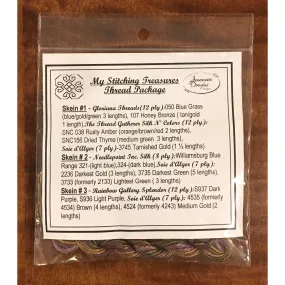 My Stitching Treasures
Thread Package
Jeannette
Douglas
Designs
Skein #1 - Gloriana Threads(12 ply):050 Blue Grass
(blue/gold/green 3 lengths), 107 Honey Bronze ( tan/gold
1 length),The Thread Gatherer Silk N' Colors (12 ply):
SNC 038 Rusty Amber (orange/brown/red 2 lengths),
SNC156 Dried Thyme (medium green 3 lengths),
Soie d'Alger (7 ply)-3745 Tarnished Gold (1 ½ lengths)
Skein # 2 - Needlepoint Inc. Silk (8 ply)-Williamsburg Blue
Range 321-(light blue),324-(dark blue),Soie d'Alger (7 ply):
2236 Darkest Gold (3 lengths), 3735 Darkest Green (5 lengths),
3733 (formerly 2133) Lightest Green ( 3 lengths)
Skein # 3 - Rainbow Gallery Splendor (12 ply):S937 Dark
Purple, S936 Light Purple, Soie d'Alger (7 ply): 4535 (formerly
4534) Brown (4 lengths), 4524 (formerly 4243) Medium Gold (2
lengths)